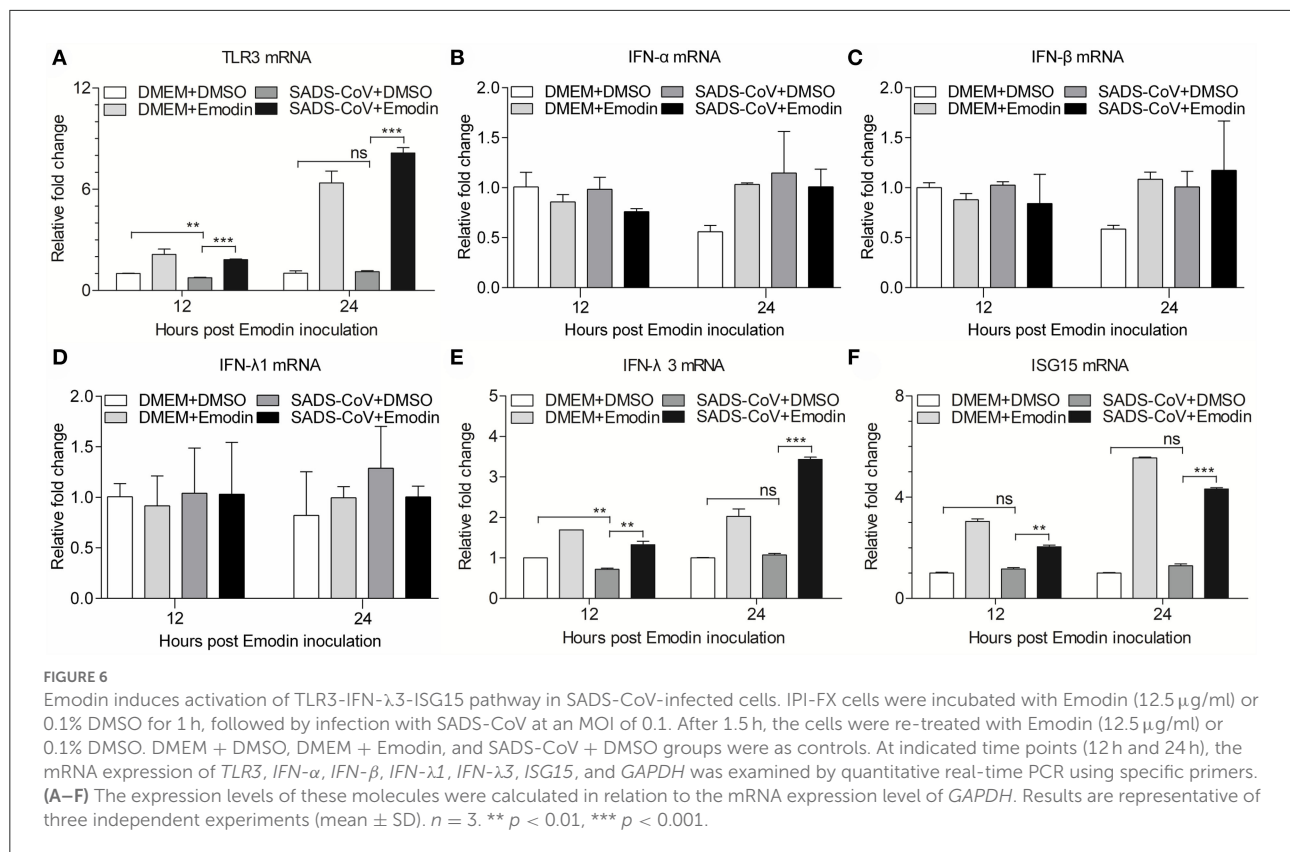 A
TLR3 mRNA
DMEM+DMSO SADS-CoV+DMSO
DMEM+Emodin SADS-CoV+Emodin
Relative fold change
12
6
0
** *** ns ***
12 24
Hours post Emodin inoculation
B
IFN-α mRNA
DMEM+DMSO SADS-CoV+DMSO
DMEM+Emodin SADS-CoV+Emodin
Relative fold change
2.0
1.5
1.0
0.5
0.0
12 24
Hours post Emodin inoculation
C
IFN-β mRNA
DMEM+DMSO SADS-CoV+DMSO
DMEM+Emodin SADS-CoV+Emodin
Relative fold change
2.0
1.5
1.0
0.5
0.0
12 24
Hours post Emodin inoculation
D
IFN-λ1 mRNA
DMEM+DMSO SADS-CoV+DMSO
DMEM+Emodin SADS-CoV+Emodin
Relative fold change
2.0
1.5
1.0
0.5
0.0
12 24
Hours post Emodin inoculation
E
IFN-λ 3 mRNA
DMEM+DMSO SADS-CoV+DMSO
DMEM+Emodin SADS-CoV+Emodin
Relative fold change
5
4
3
2
1
0
** ** ns ***
12 24
Hours post Emodin inoculation
F
ISG15 mRNA
DMEM+DMSO SADS-CoV+DMSO
DMEM+Emodin SADS-CoV+Emodin
Relative fold change
8
4
0
ns ** ns ***
12 24
Hours post Emodin inoculation
FIGURE 6
Emodin induces activation of TLR3-IFN-λ3-ISG15 pathway in SADS-CoV-infected cells. IPI-FX cells were incubated with Emodin (12.5 μg/ml) or
0.1% DMSO for 1 h, followed by infection with SADS-CoV at an MOI of 0.1. After 1.5 h, the cells were re-treated with Emodin (12.5 μg/ml) or
0.1% DMSO. DMEM + DMSO, DMEM + Emodin, and SADS-CoV + DMSO groups were as controls. At indicated time points (12 h and 24 h), the
mRNA expression of TLR3, IFN-α, IFN-β, IFN-λ1, IFN-λ3, ISG15, and GAPDH was examined by quantitative real-time PCR using specific primers.
(A–F) The expression levels of these molecules were calculated in relation to the mRNA expression level of GAPDH. Results are representative of
three independent experiments (mean ± SD). n = 3. ** p < 0.01, *** p < 0.001.